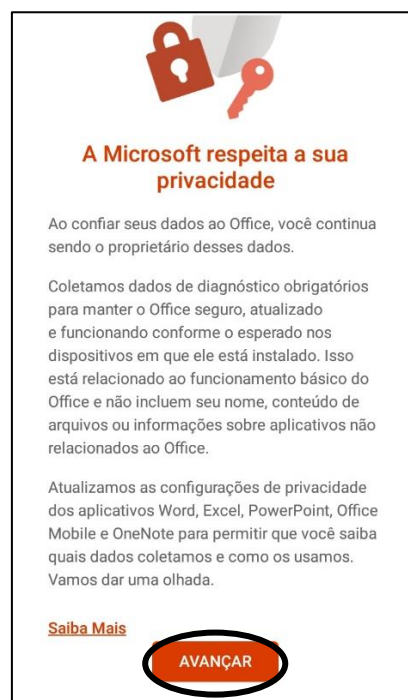 A Microsoft respeita a sua
privacidade
Ao confiar seus dados ao Office, você continua
sendo o proprietário desses dados.
Coletamos dados de diagnóstico obrigatórios
para manter o Office seguro, atualizado
e funcionando conforme o esperado nos
dispositivos em que ele está instalado. Isso
está relacionado ao funcionamento básico do
Office e não incluem seu nome, conteúdo de
arquivos ou informações sobre aplicativos não
relacionados ao Office.
Atualizamos as configurações de privacidade
dos aplicativos Word, Excel, PowerPoint, Office
Mobile e OneNote para permitir que você saiba
quais dados coletamos e como os usamos.
Vamos dar uma olhada.
Saiba Mais
AVANÇAR